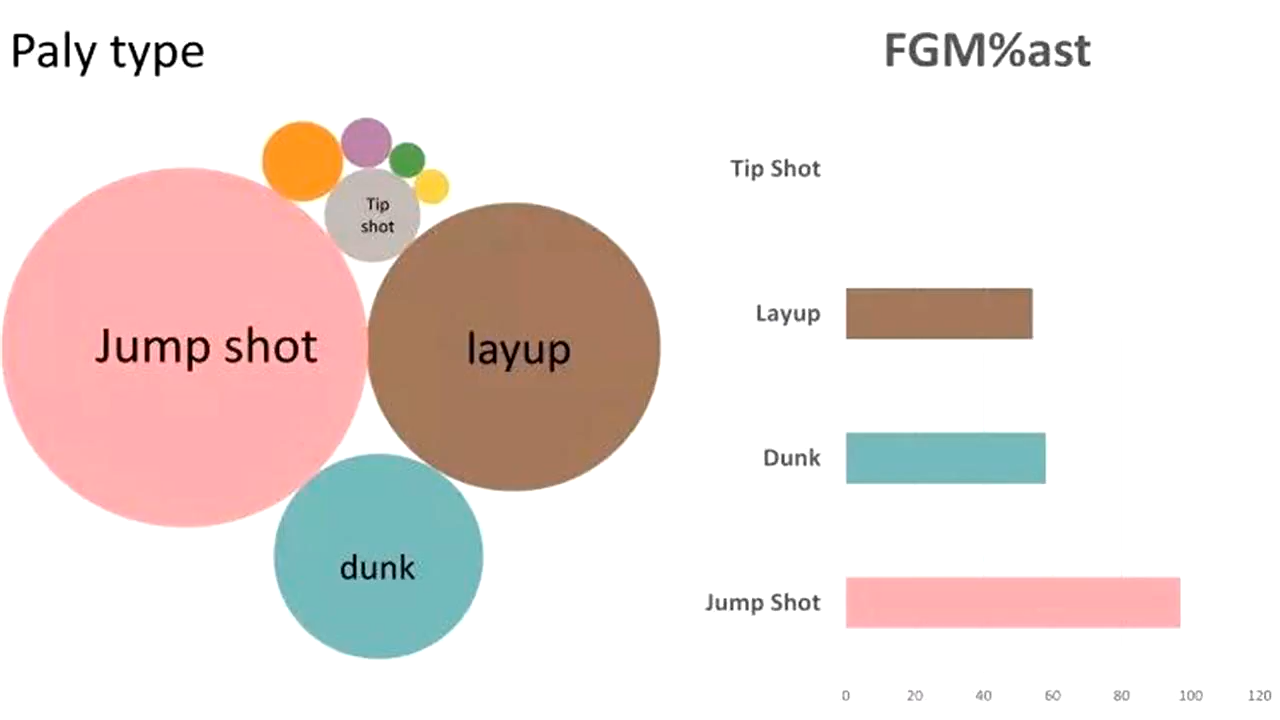 Paly type
FGM%ast
Tip
shot
Jump shot
layup
dunk
Tip Shot
Layup
Dunk
Jump Shot
0 20 40 60 80 100 120